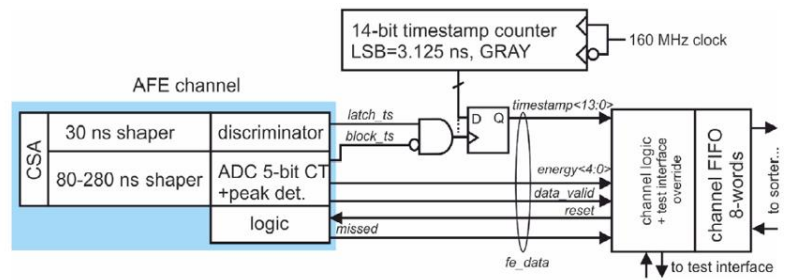 14-bit timestamp counter
LSB=3.125 ns, GRAY
160 MHz clock
AFE channel
CSA
30 ns shaper
discriminator
80-280 ns shaper
ADC 5-bit CT
+peak det.
logic
latch_ts
block_ts
D
Q
timestamp<13:0>
energy<4:0>
data_valid
reset
missed
fe_data
channel logic
+ test interface
override
channel FIFO
8-words
to sorter...
to test interface